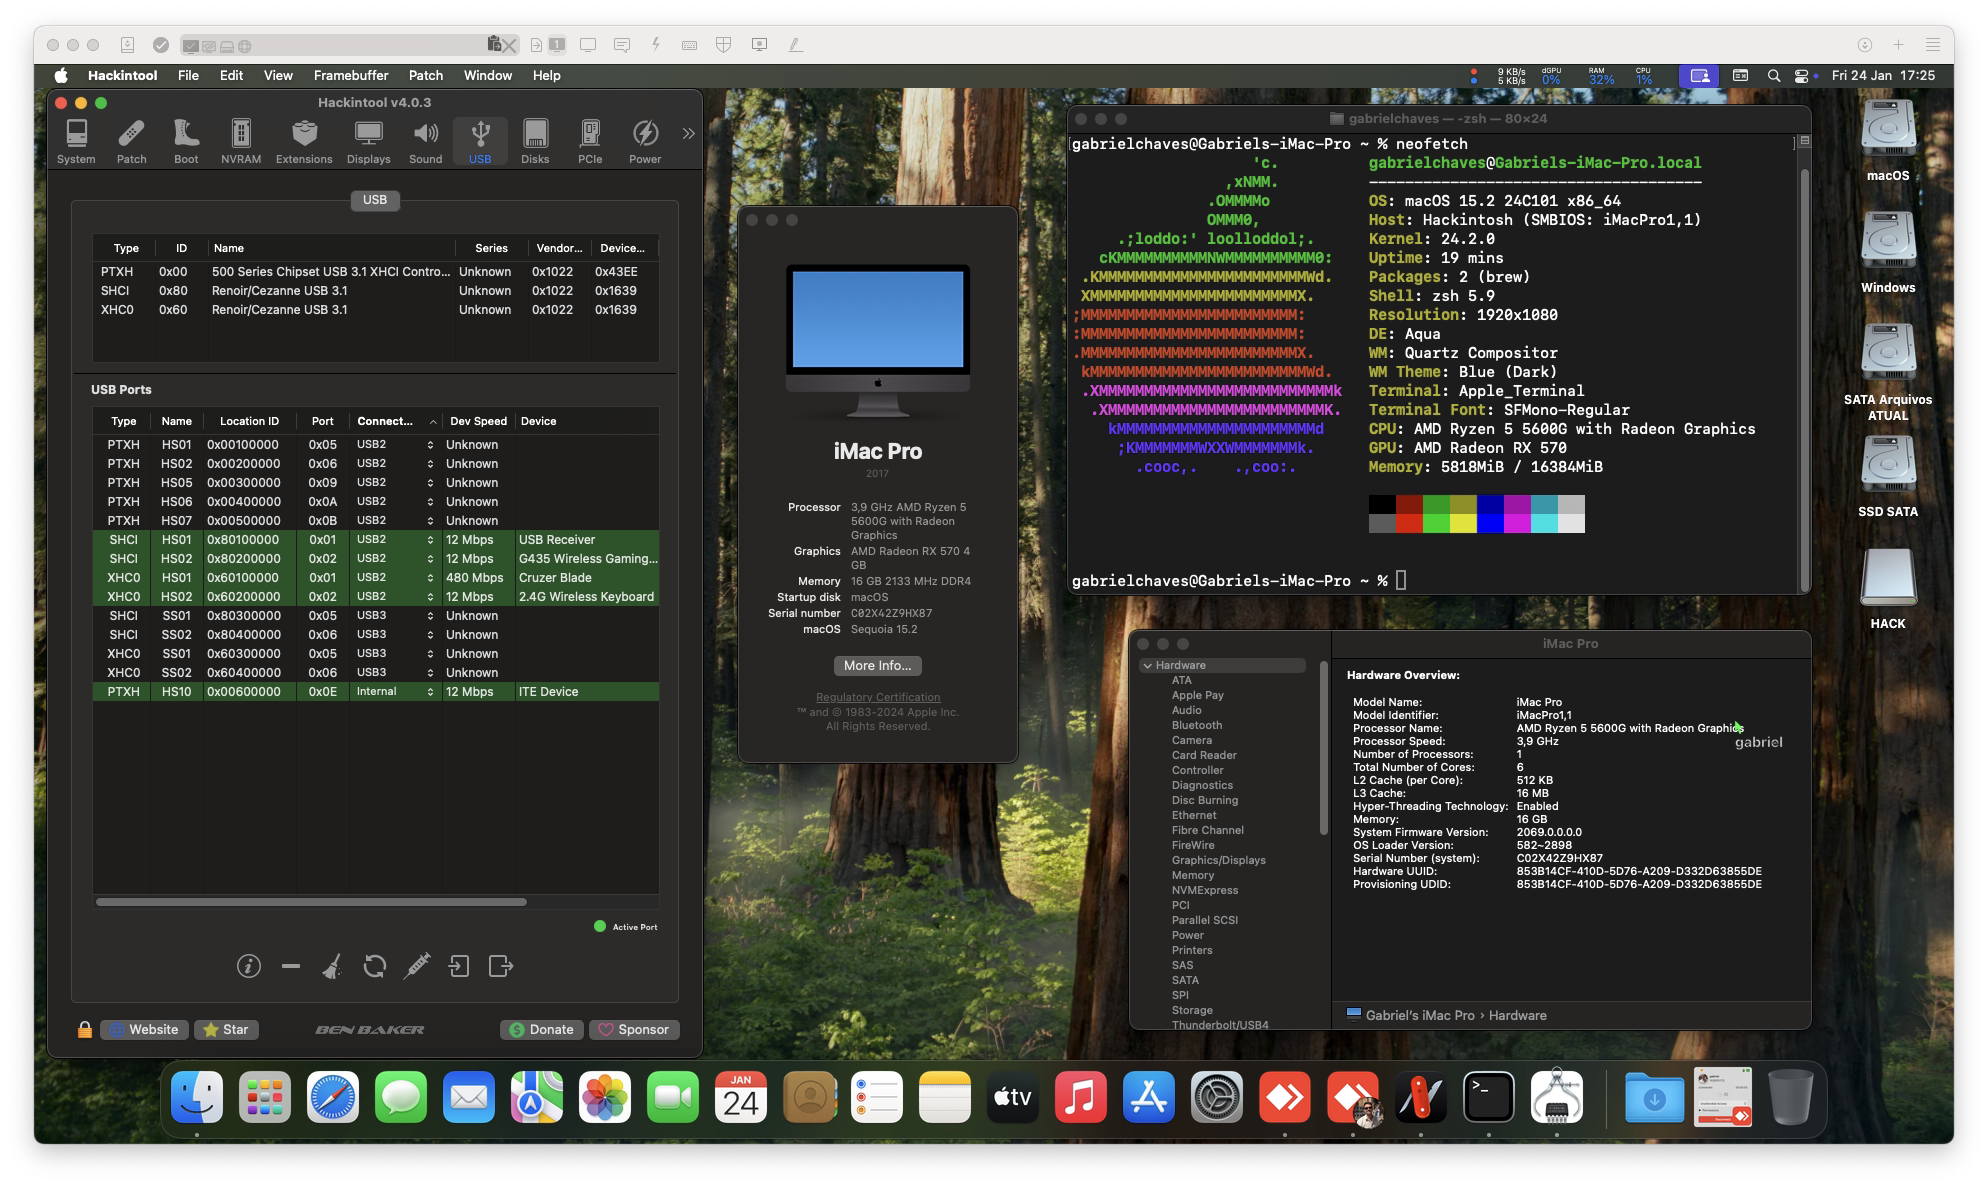 1
Hackintool File Edit View Framebuffer Patch Window Help
9 KB/s 5 KB/s dGPU 0% RAM 32% CPU 1% Fri 24 Jan 17:25
Hackintool v4.0.3
System Patch Boot NVRAM Extensions Displays Sound USB Disks PCIe Power
USB
Type ID Name Series Vendor... Device...
PTXH 0x00 500 Series Chipset USB 3.1 XHCI Contro... Unknown 0x1022 0x43EE
SHCI 0x80 Renoir/Cezanne USB 3.1 Unknown 0x1022 0x1639
XHC0 0x60 Renoir/Cezanne USB 3.1 Unknown 0x1022 0x1639
USB Ports
Type Name Location ID Port Connect... Dev Speed Device
PTXH HS01 0x00100000 0x05 USB2 Unknown
PTXH HS02 0x00200000 0x06 USB2 Unknown
PTXH HS05 0x00300000 0x09 USB2 Unknown
PTXH HS06 0x00400000 0x0A USB2 Unknown
PTXH HS07 0x00500000 0x0B USB2 Unknown
SHCI HS01 0x80100000 0x01 USB2 12 Mbps USB Receiver
SHCI HS02 0x80200000 0x02 USB2 12 Mbps G435 Wireless Gaming...
XHC0 HS01 0x60100000 0x01 USB2 480 Mbps Cruzer Blade
XHC0 HS02 0x60200000 0x02 USB2 12 Mbps 2.4G Wireless Keyboard
SHCI SS01 0x80300000 0x05 USB3 Unknown
SHCI SS02 0x80400000 0x06 USB3 Unknown
XHC0 SS01 0x60300000 0x05 USB3 Unknown
XHC0 SS02 0x60400000 0x06 USB3 Unknown
PTXH HS10 0x00600000 0x0E Internal 12 Mbps ITE Device
Active Port
Website Star BEN BAKER Donate Sponsor
iMac Pro
2017
Processor 3,9 GHz AMD Ryzen 5
5600G with Radeon
Graphics
Graphics AMD Radeon RX 570 4
GB
Memory 16 GB 2133 MHz DDR4
Startup disk macOS
Serial number C02X42Z9HX87
macOS Sequoia 15.2
More Info...
Regulatory Certification
™ and © 1983-2024 Apple Inc.
All Rights Reserved.
gabrielchaves — -zsh — 80×24
[gabrielchaves@Gabriels-iMac-Pro ~ % neofetch ]
'c. gabrielchaves@Gabriels-iMac-Pro.local
,xNMM. -------------------------------------
.OMMMMo OS: macOS 15.2 24C101 x86_64
OMMM0, Host: Hackintosh (SMBIOS: iMacPro1,1)
.;loddo:' loolloddol;. Kernel: 24.2.0
cKMMMMMMMMMMNWMMMMMMMMMM0: Uptime: 19 mins
.KMMMMMMMMMMMMMMMMMMMMMMMWd. Packages: 2 (brew)
XMMMMMMMMMMMMMMMMMMMMMMMX. Shell: zsh 5.9
;MMMMMMMMMMMMMMMMMMMMMMMM: Resolution: 1920x1080
:MMMMMMMMMMMMMMMMMMMMMMMM: DE: Aqua
.MMMMMMMMMMMMMMMMMMMMMMMMX. WM: Quartz Compositor
kMMMMMMMMMMMMMMMMMMMMMMMMWd. WM Theme: Blue (Dark)
.XMMMMMMMMMMMMMMMMMMMMMMMMMMk Terminal: Apple_Terminal
.XMMMMMMMMMMMMMMMMMMMMMMMMK. Terminal Font: SFMono-Regular
kMMMMMMMMMMMMMMMMMMMMMMd CPU: AMD Ryzen 5 5600G with Radeon Graphics
;KMMMMMMMWXXWMMMMMMMk. GPU: AMD Radeon RX 570
.cooc,. .,coo:. Memory: 5818MiB / 16384MiB
gabrielchaves@Gabriels-iMac-Pro ~ %
iMac Pro
Hardware
ATA
Apple Pay
Audio
Bluetooth
Camera
Card Reader
Controller
Diagnostics
Disc Burning
Ethernet
Fibre Channel
FireWire
Graphics/Displays
Memory
NVMExpress
PCI
Parallel SCSI
Power
Printers
SAS
SATA
SPI
Storage
Thunderbolt/USB4
Hardware Overview:
Model Name: iMac Pro
Model Identifier: iMacPro1,1
Processor Name: AMD Ryzen 5 5600G with Radeon Graphics
Processor Speed: 3,9 GHz
Number of Processors: 1
Total Number of Cores: 6
L2 Cache (per Core): 512 KB
L3 Cache: 16 MB
Hyper-Threading Technology: Enabled
Memory: 16 GB
System Firmware Version: 2069.0.0.0.0
OS Loader Version: 582~2898
Serial Number (system): C02X42Z9HX87
Hardware UUID: 853B14CF-410D-5D76-A209-D332D63855DE
Provisioning UDID: 853B14CF-410D-5D76-A209-D332D63855DE
gabriel
Gabriel's iMac Pro › Hardware
macOS
Windows
SATA Arquivos
ATUAL
SSD SATA
HACK
JAN
24
tv
>_